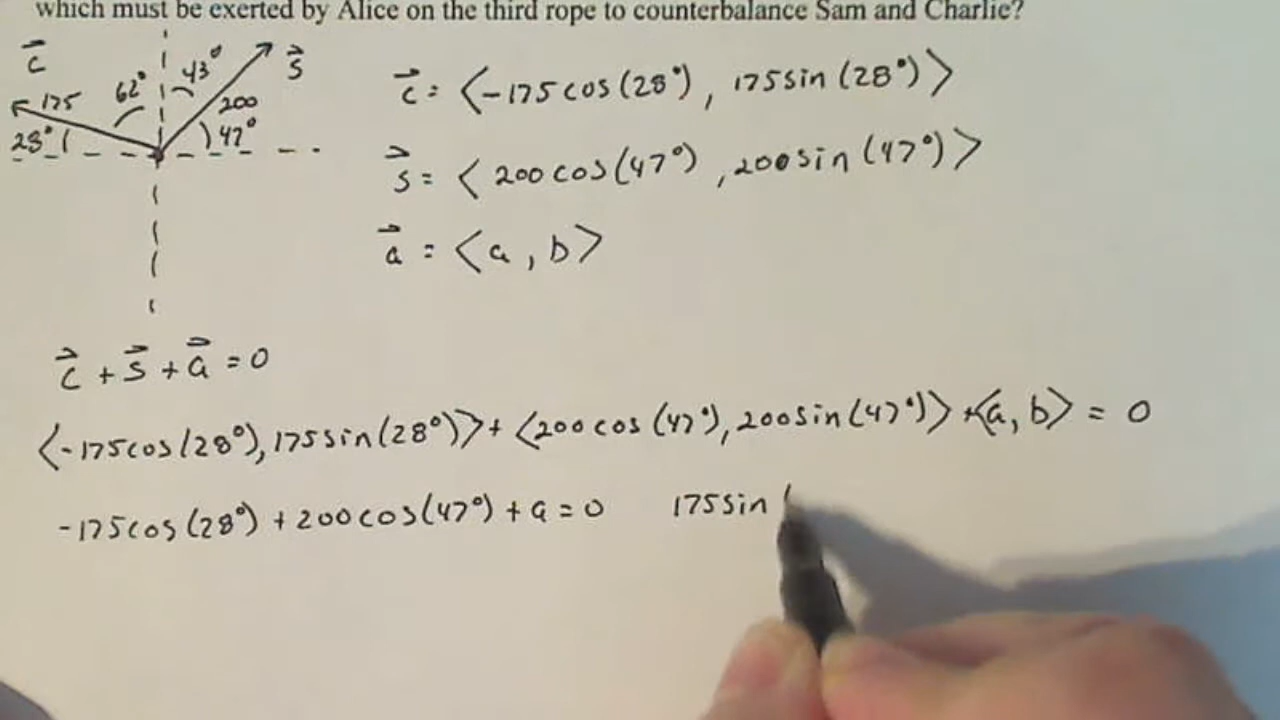 which must be exerted by Alice on the third rope to counterbalance Sam and Charlie?
c⃗ 62° 43° s⃗
175 200
28° 47°
c⃗ = ⟨-175cos(28°), 175sin(28°)⟩
s⃗ = ⟨200cos(47°), 200sin(47°)⟩
a⃗ = ⟨a, b⟩
c⃗ + s⃗ + a⃗ = 0
⟨-175cos(28°), 175sin(28°)⟩ + ⟨200cos(47°), 200sin(47°)⟩ + ⟨a, b⟩ = 0
-175cos(28°) + 200cos(47°) + a = 0 175sin (